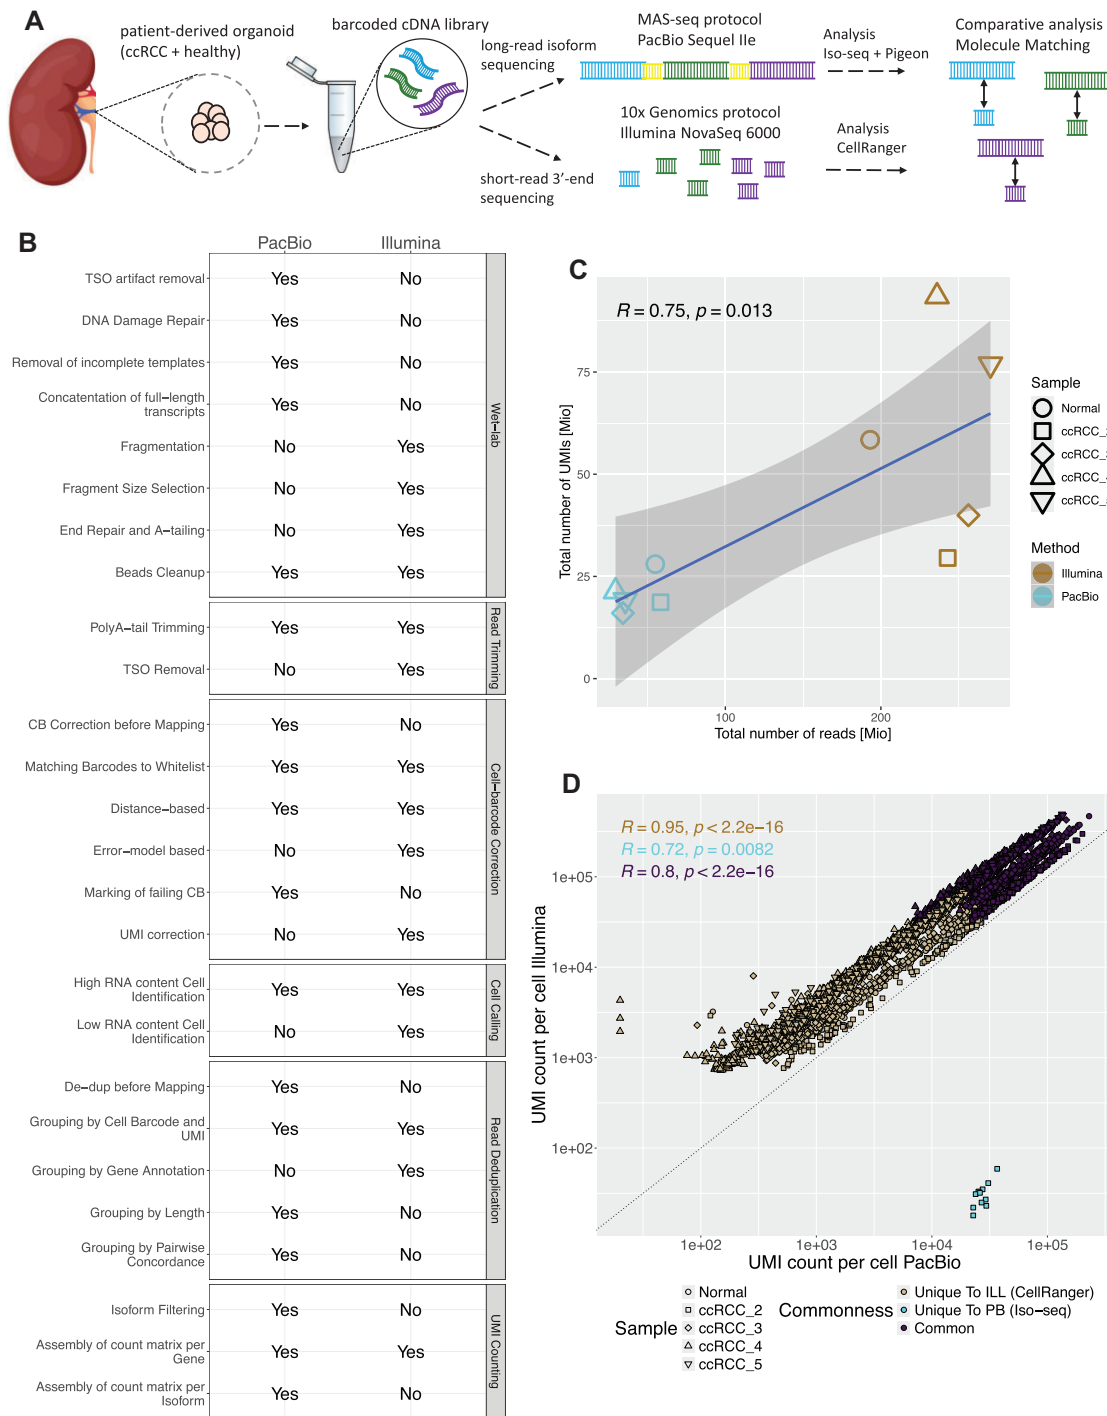 A
patient-derived organoid
(ccRCC + healthy)
barcoded cDNA library
long-read isoform
sequencing
short-read 3'-end
sequencing
MAS-seq protocol
PacBio Sequel IIe
10x Genomics protocol
Illumina NovaSeq 6000
Analysis
Iso-seq + Pigeon
Analysis
CellRanger
Comparative analysis
Molecule Matching
B
PacBio Illumina
TSO artifact removal Yes No
DNA Damage Repair Yes No
Removal of incomplete templates Yes No
Concatentation of full−length
transcripts Yes No
Fragmentation No Yes
Fragment Size Selection No Yes
End Repair and A−tailing No Yes
Beads Cleanup Yes Yes
Wet−lab
PolyA−tail Trimming Yes Yes
TSO Removal No Yes
Read Trimming
CB Correction before Mapping Yes No
Matching Barcodes to Whitelist Yes Yes
Distance−based Yes Yes
Error−model based No Yes
Marking of failing CB Yes No
UMI correction No Yes
Cell−barcode Correction
High RNA content Cell
Identification Yes Yes
Low RNA content Cell
Identification No Yes
Cell Calling
De−dup before Mapping Yes No
Grouping by Cell Barcode and
UMI Yes Yes
Grouping by Gene Annotation No Yes
Grouping by Length Yes No
Grouping by Pairwise
Concordance Yes No
Read Deduplication
Isoform Filtering Yes No
Assembly of count matrix per
Gene Yes Yes
Assembly of count matrix per
Isoform Yes No
UMI Counting
C
R = 0.75, p = 0.013
75
50
25
0
Total number of UMIs [Mio]
100 200
Total number of reads [Mio]
Sample
Normal
ccRCC_
ccRCC_
ccRCC_
ccRCC_
Method
Illumina
PacBio
D
R = 0.95, p < 2.2e−16
R = 0.72, p = 0.0082
R = 0.8, p < 2.2e−16
1e+05
1e+04
1e+03
1e+02
UMI count per cell Illumina
1e+02 1e+03 1e+04 1e+05
UMI count per cell PacBio
Sample
Normal
ccRCC_2
ccRCC_3
ccRCC_4
ccRCC_5
Commonness
Unique To ILL (CellRanger)
Unique To PB (Iso−seq)
Common